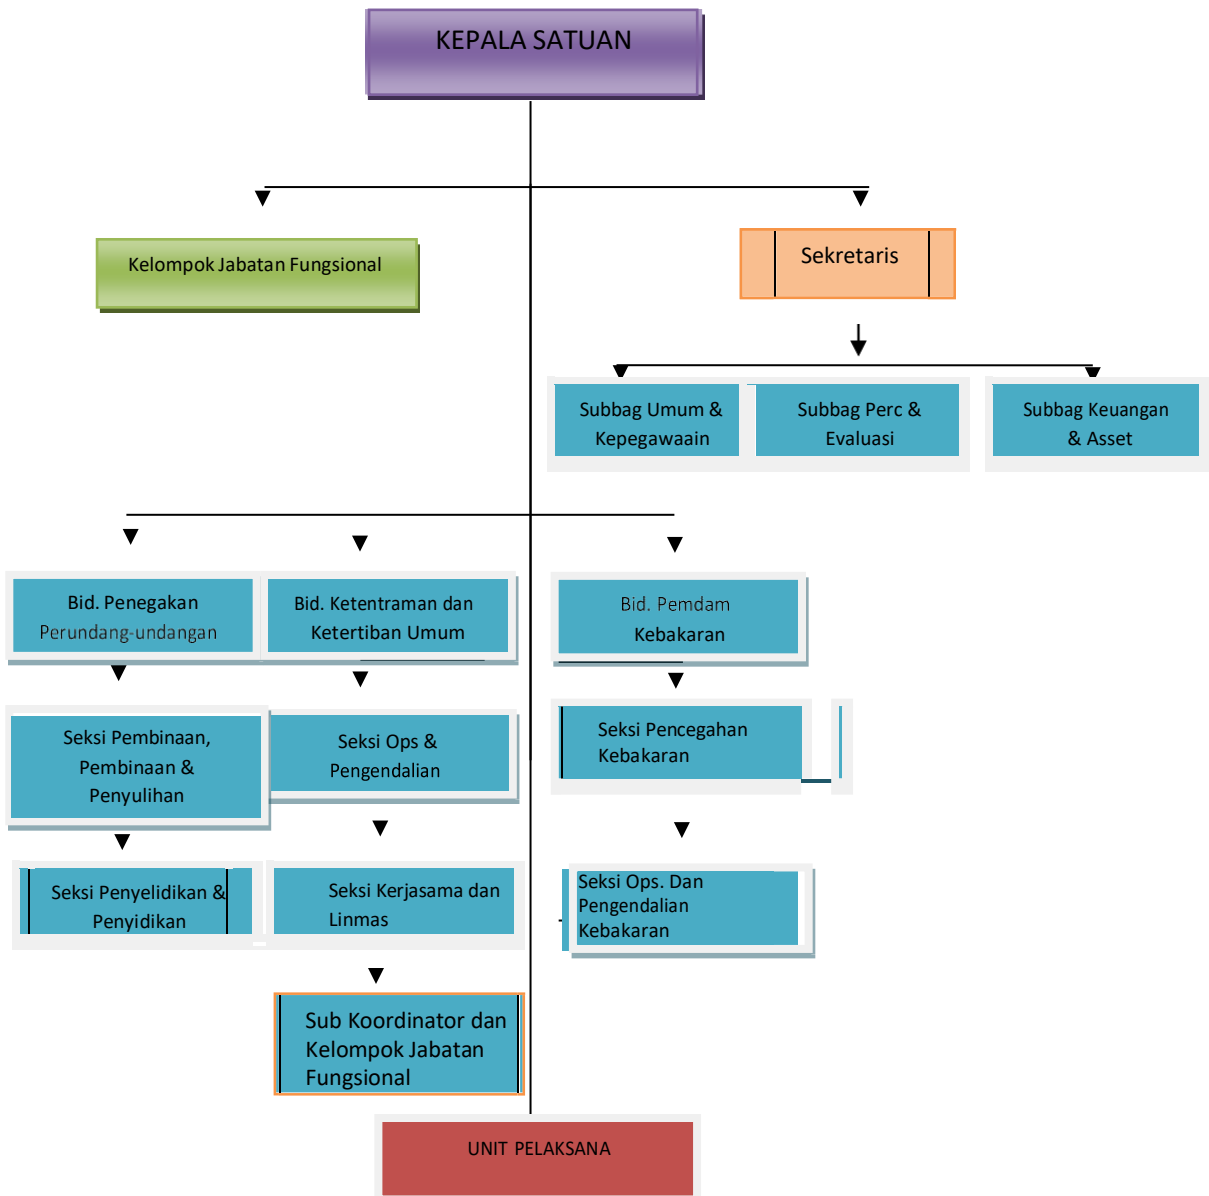 KEPALA SATUAN
Kelompok Jabatan Fungsional
Sekretaris
Subbag Umum &
Kepegawaain
Subbag Perc &
Evaluasi
Subbag Keuangan
& Asset
Bid. Penegakan
Perundang-undangan
Bid. Ketentraman dan
Ketertiban Umum
Bid. Pemdam
Kebakaran
Seksi Pembinaan,
Pembinaan &
Penyulihan
Seksi Ops &
Pengendalian
Seksi Pencegahan
Kebakaran
Seksi Penyelidikan &
Penyidikan
Seksi Kerjasama dan
Linmas
Seksi Ops. Dan
Pengendalian
Kebakaran
Sub Koordinator dan
Kelompok Jabatan
Fungsional
UNIT PELAKSANA